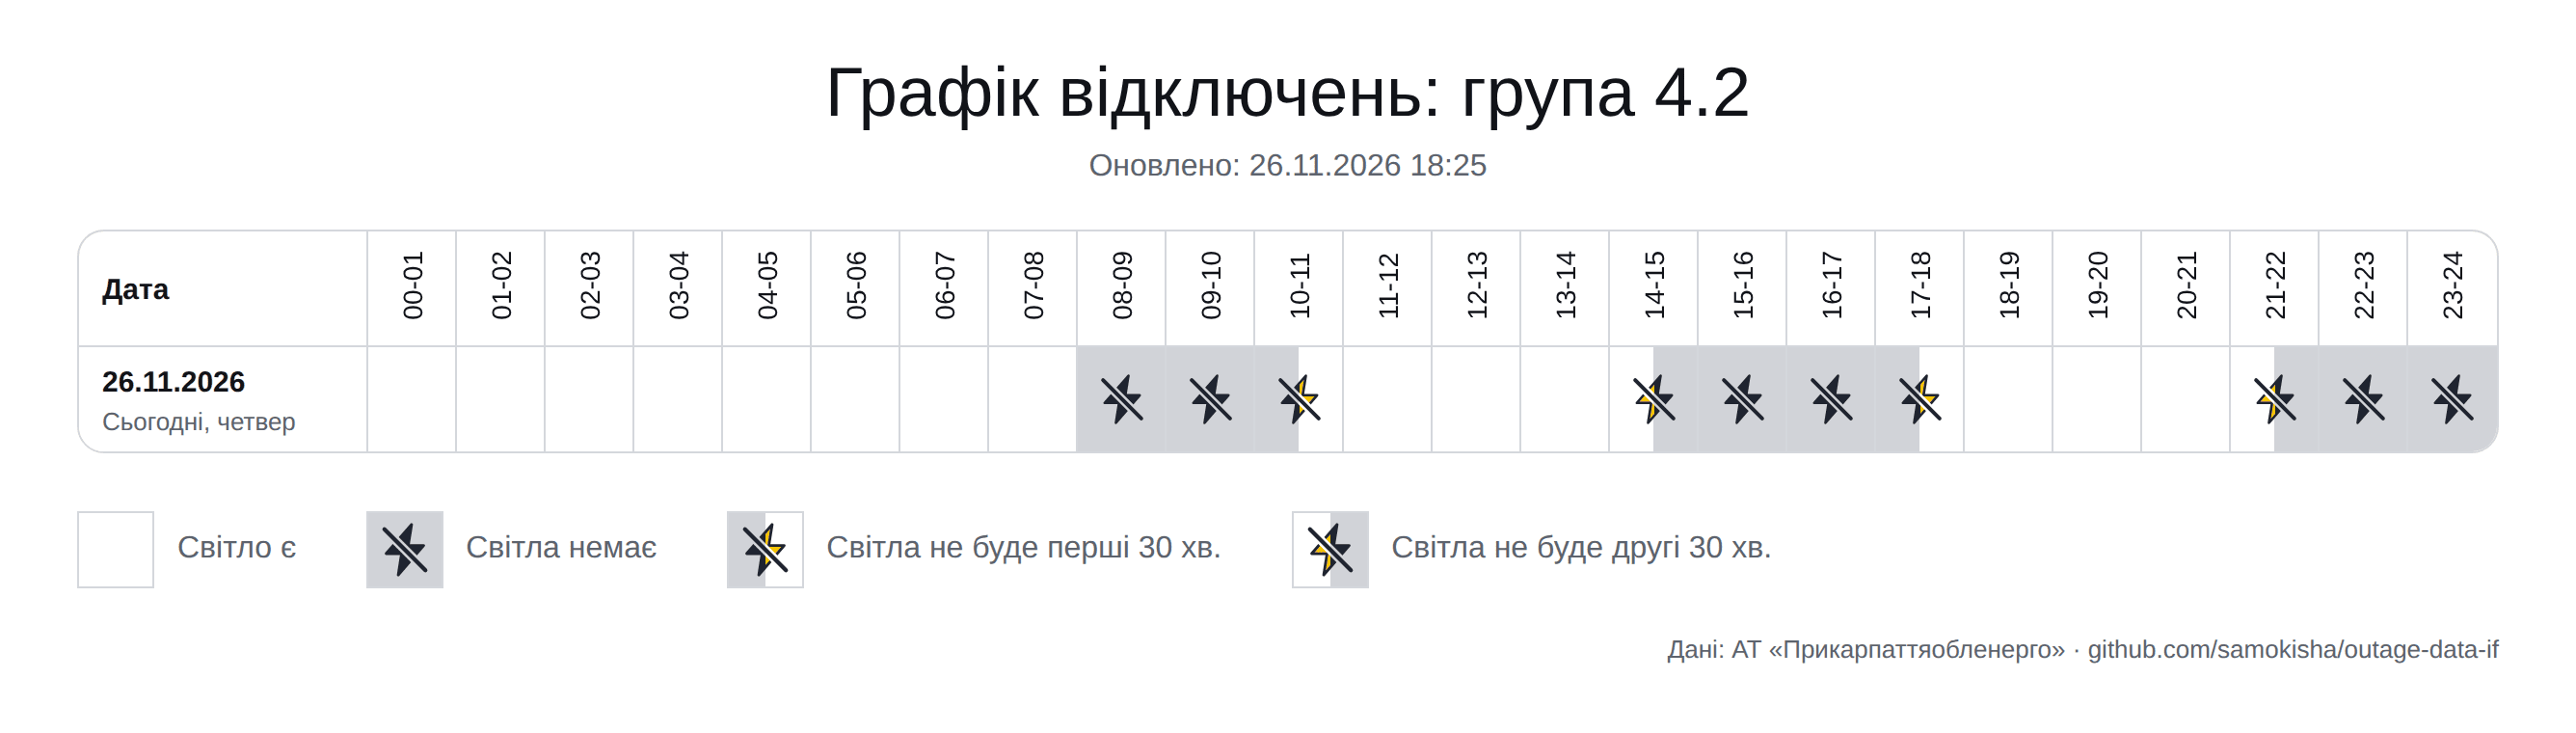 Графік відключень: група 4.2
Оновлено: 26.11.2026 18:25
Дата 00-01 01-02 02-03 03-04 04-05 05-06 06-07 07-08 08-09 09-10 10-11 11-12 12-13 13-14 14-15 15-16 16-17 17-18 18-19 19-20 20-21 21-22 22-23 23-24
26.11.2026
Сьогодні, четвер
Світло є Світла немає Світла не буде перші 30 хв. Світла не буде другі 30 хв.
Дані: АТ «Прикарпаттяобленерго» · github.com/samokisha/outage-data-if